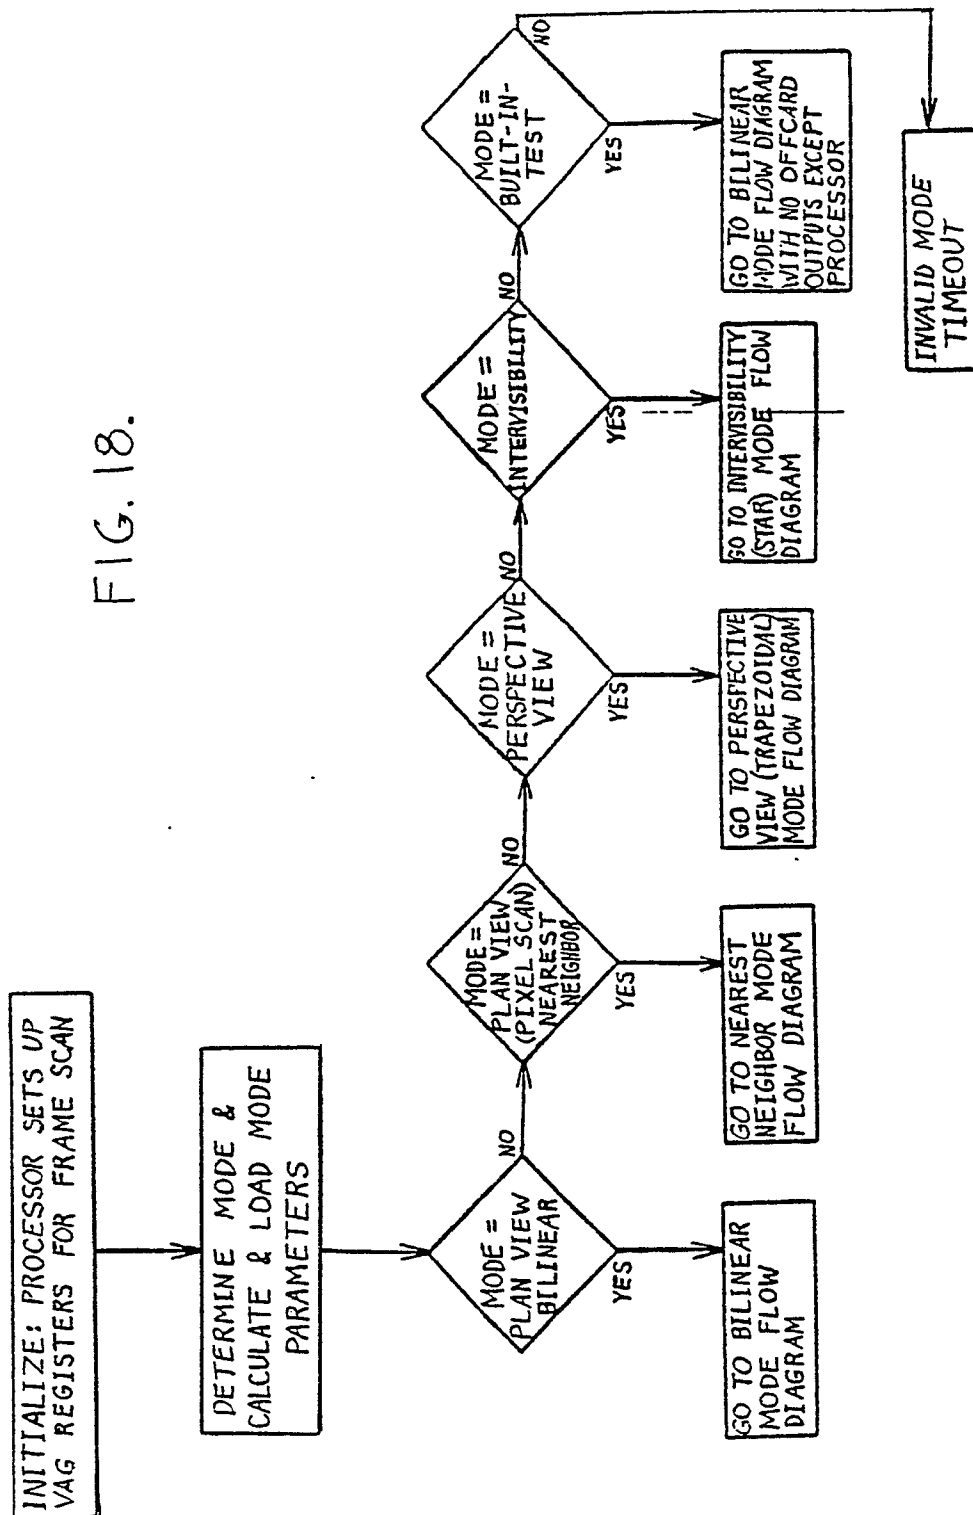 FIG. 18.
INITIALIZE: PROCESSOR SETS UP
VAG REGISTERS FOR FRAME SCAN
DETERMINE MODE &
CALCULATE & LOAD MODE
PARAMETERS
MODE =
PLAN VIEW
BILINEAR
NO
YES
GO TO BILINEAR
MODE FLOW
DIAGRAM
MODE =
PLAN VIEW
(PIXEL SCAN)
NEAREST
NEIGHBOR
NO
YES
GO TO NEAREST
NEIGHBOR MODE
FLOW DIAGRAM
MODE =
PERSPECTIVE
VIEW
NO
YES
GO TO PERSPECTIVE
VIEW (TRAPEZOIDAL)
MODE FLOW DIAGRAM
MODE =
INTERVISIBILITY
NO
YES
GO TO INTERVISIBILITY
(STAR) MODE FLOW
DIAGRAM
MODE =
BUILT-IN-
TEST
NO
YES
GO TO BILINEAR
MODE FLOW DIAGRAM
WITH NO OFFCARD
OUTPUTS EXCEPT
PROCESSOR
INVALID MODE
TIMEOUT